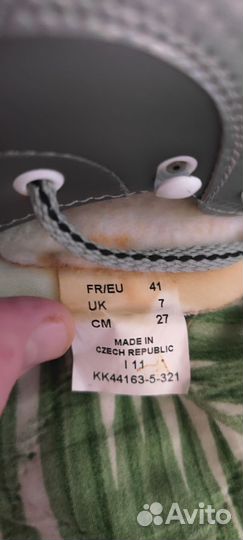 FR/EU 41
UK 7
CM 27
MADE IN
CZECH REPUBLIC
I 11
KK44163-5-321
Avito